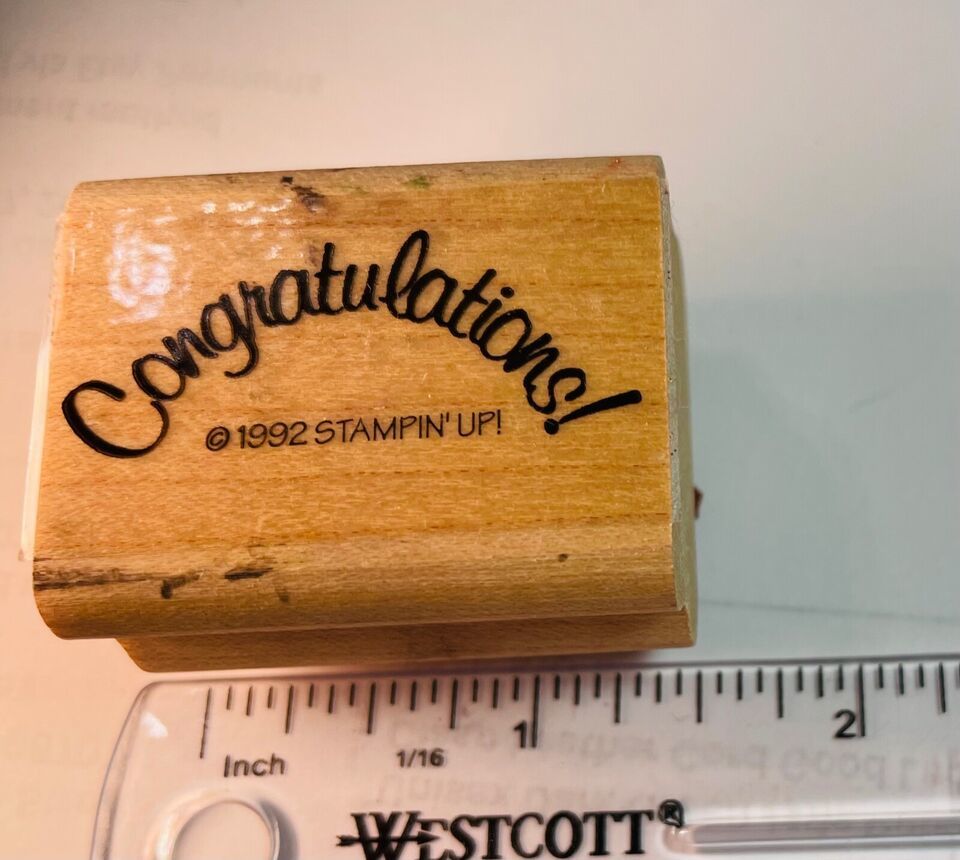 Congratulations!
© 1992 STAMPIN' UP!
1 2
Inch 1/16
WESTCOTT®